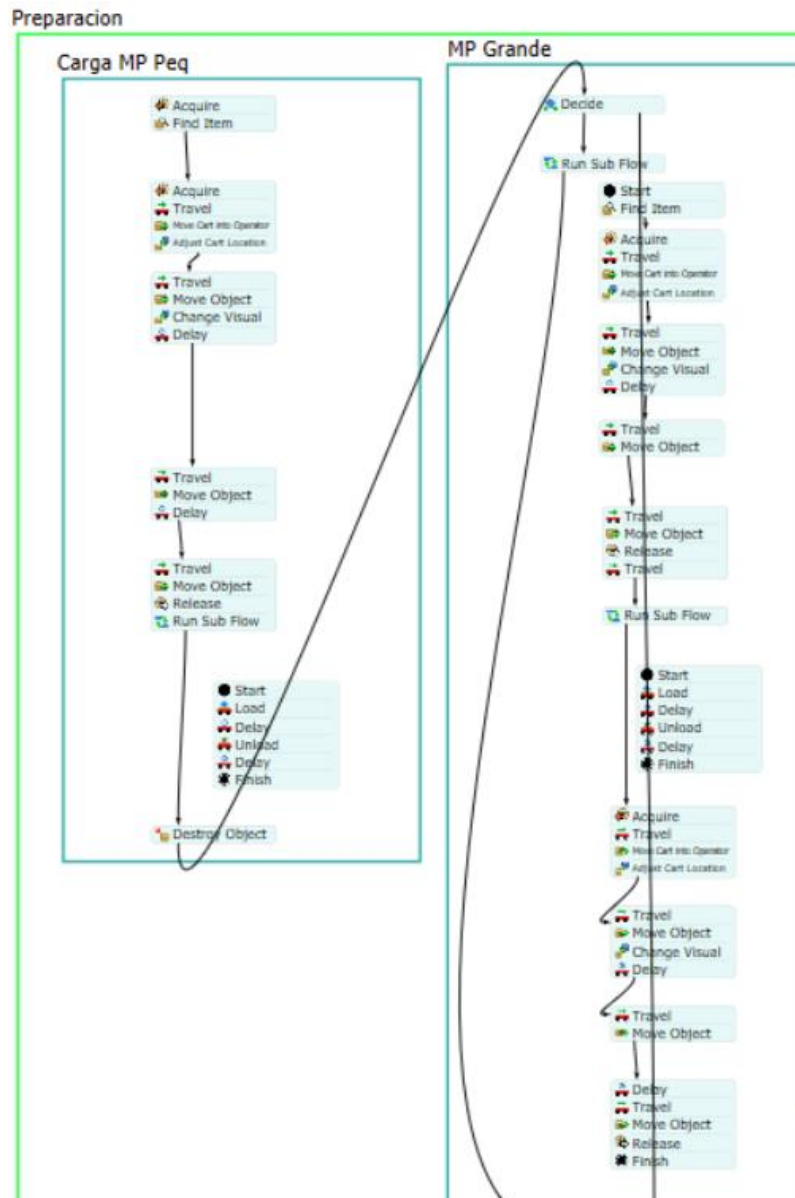 Preparacion
Carga MP Peq
Acquire
Find Item
Acquire
Travel
Move Cart into Operator
Adjust Cart Location
Travel
Move Object
Change Visual
Delay
Travel
Move Object
Delay
Travel
Move Object
Release
Run Sub Flow
Start
Load
Delay
Unload
Delay
Finish
Destroy Object
MP Grande
Decide
Run Sub Flow
Start
Find Item
Acquire
Travel
Move Cart into Operator
Adjust Cart Location
Travel
Move Object
Change Visual
Delay
Travel
Move Object
Travel
Move Object
Release
Travel
Run Sub Flow
Start
Load
Delay
Unload
Delay
Finish
Acquire
Travel
Move Cart into Operator
Adjust Cart Location
Travel
Move Object
Change Visual
Delay
Travel
Move Object
Delay
Travel
Move Object
Release
Finish